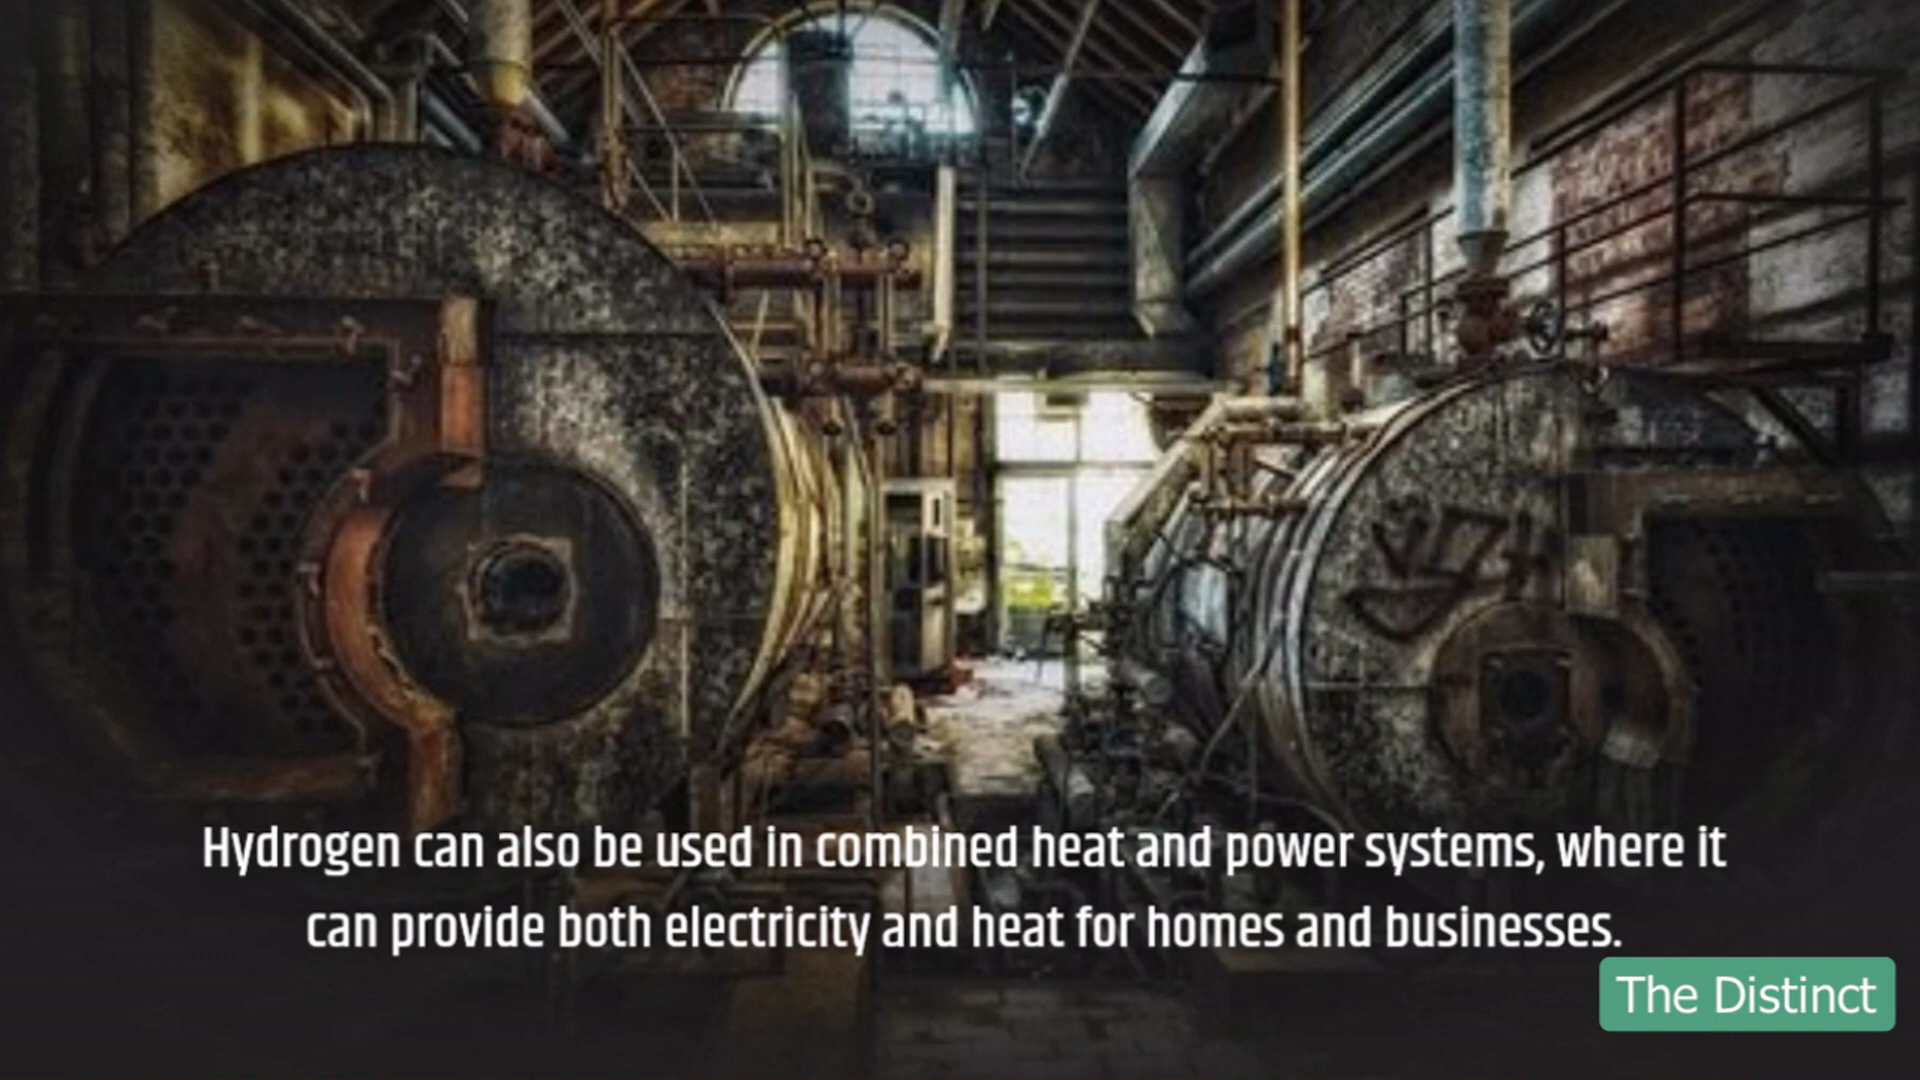 Hydrogen can also be used in combined heat and power systems, where it
can provide both electricity and heat for homes and businesses.
The Distinct